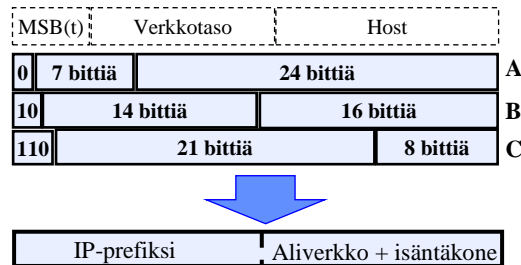 MSB(t) Verkkotaso Host
0 7 bittiä 24 bittiä A
10 14 bittiä 16 bittiä B
110 21 bittiä 8 bittiä C
IP-prefiksi Aliverkko + isäntäkone